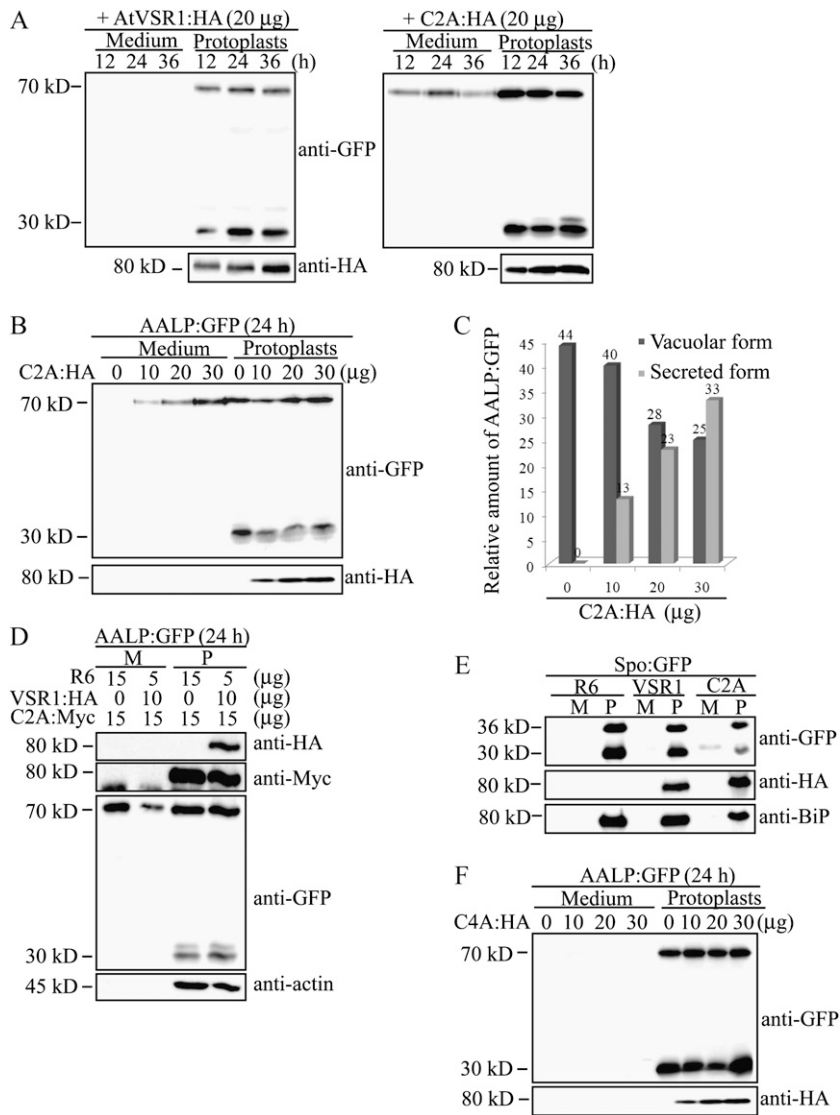 A
+ AtVSR1:HA (20 µg)
Medium Protoplasts
12 24 36 12 24 36 (h)
70 kD
30 kD
anti-GFP
80 kD
anti-HA
+ C2A:HA (20 µg)
Medium Protoplasts
12 24 36 12 24 36 (h)
70 kD
30 kD
anti-GFP
80 kD
anti-HA
B
AALP:GFP (24 h)
Medium Protoplasts
C2A:HA 0 10 20 30 0 10 20 30 (µg)
70 kD
30 kD
anti-GFP
80 kD
anti-HA
C
Relative amount of AALP:GFP
45
40
35
30
25
20
15
10
5
0
44
0
40
13
28
23
25
33
Vacuolar form
Secreted form
0 10 20 30
C2A:HA (µg)
D
AALP:GFP (24 h)
M P
R6 15 5 15 5 (µg)
VSR1:HA 0 10 0 10 (µg)
C2A:Myc 15 15 15 15 (µg)
80 kD
anti-HA
80 kD
anti-Myc
70 kD
30 kD
anti-GFP
45 kD
anti-actin
E
Spo:GFP
R6 VSR1 C2A
M P M P M P
36 kD
30 kD
anti-GFP
80 kD
anti-HA
80 kD
anti-BiP
F
AALP:GFP (24 h)
Medium Protoplasts
C4A:HA 0 10 20 30 0 10 20 30 (µg)
70 kD
30 kD
anti-GFP
80 kD
anti-HA